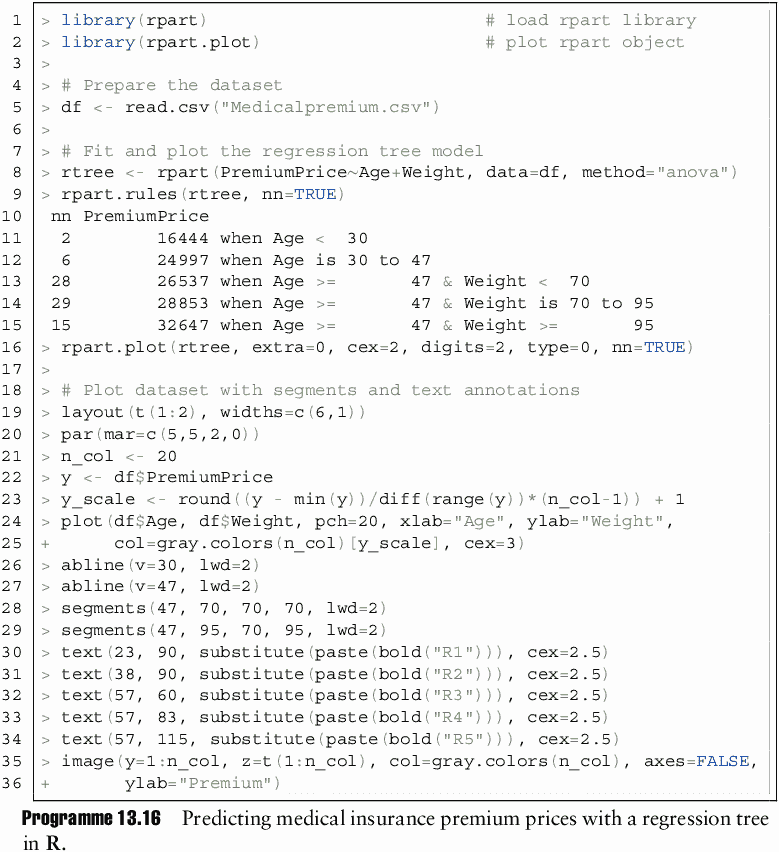 1 > library(rpart)                          # load rpart library
2 > library(rpart.plot)                     # plot rpart object
3 >
4 > # Prepare the dataset
5 > df <- read.csv("Medicalpremium.csv")
6 >
7 > # Fit and plot the regression tree model
8 > rtree <- rpart(PremiumPrice~Age+Weight, data=df, method="anova")
9 > rpart.rules(rtree, nn=TRUE)
10  nn PremiumPrice
11   2        16444 when Age <  30
12   6        24997 when Age is 30 to 47
13  28        26537 when Age >=       47 & Weight <  70
14  29        28853 when Age >=       47 & Weight is 70 to 95
15  15        32647 when Age >=       47 & Weight >=       95
16 > rpart.plot(rtree, extra=0, cex=2, digits=2, type=0, nn=TRUE)
17 >
18 > # Plot dataset with segments and text annotations
19 > layout(t(1:2), widths=c(6,1))
20 > par(mar=c(5,5,2,0))
21 > n_col <- 20
22 > y <- df$PremiumPrice
23 > y_scale <- round((y - min(y))/diff(range(y))*(n_col-1)) + 1
24 > plot(df$Age, df$Weight, pch=20, xlab="Age", ylab="Weight",
25 +      col=gray.colors(n_col)[y_scale], cex=3)
26 > abline(v=30, lwd=2)
27 > abline(v=47, lwd=2)
28 > segments(47, 70, 70, 70, lwd=2)
29 > segments(47, 95, 70, 95, lwd=2)
30 > text(23, 90, substitute(paste(bold("R1"))), cex=2.5)
31 > text(38, 90, substitute(paste(bold("R2"))), cex=2.5)
32 > text(57, 60, substitute(paste(bold("R3"))), cex=2.5)
33 > text(57, 83, substitute(paste(bold("R4"))), cex=2.5)
34 > text(57, 115, substitute(paste(bold("R5"))), cex=2.5)
35 > image(y=1:n_col, z=t(1:n_col), col=gray.colors(n_col), axes=FALSE,
36 +       ylab="Premium")
Programme 13.16 Predicting medical insurance premium prices with a regression tree
in R.